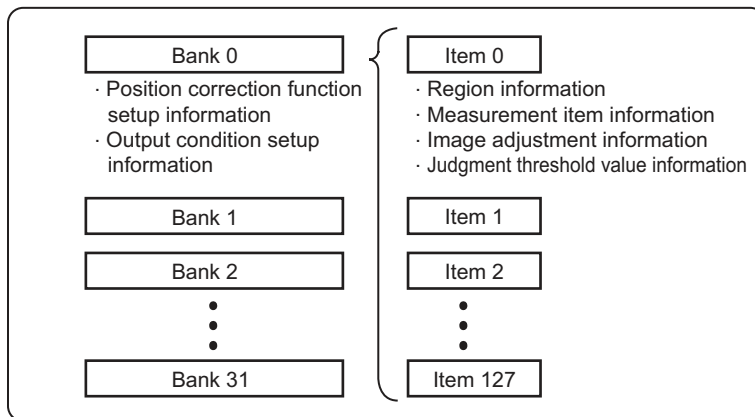 Bank 0
· Position correction function
setup information
· Output condition setup
information
Bank 1
Bank 2
Bank 31
Item 0
· Region information
· Measurement item information
· Image adjustment information
· Judgment threshold value information
Item 1
Item 2
Item 127